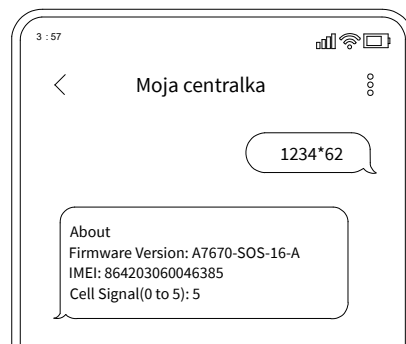 3 : 57
Moja centralka
1234*62
About
Firmware Version: A7670-SOS-16-A
IMEI: 864203060046385
Cell Signal(0 to 5): 5